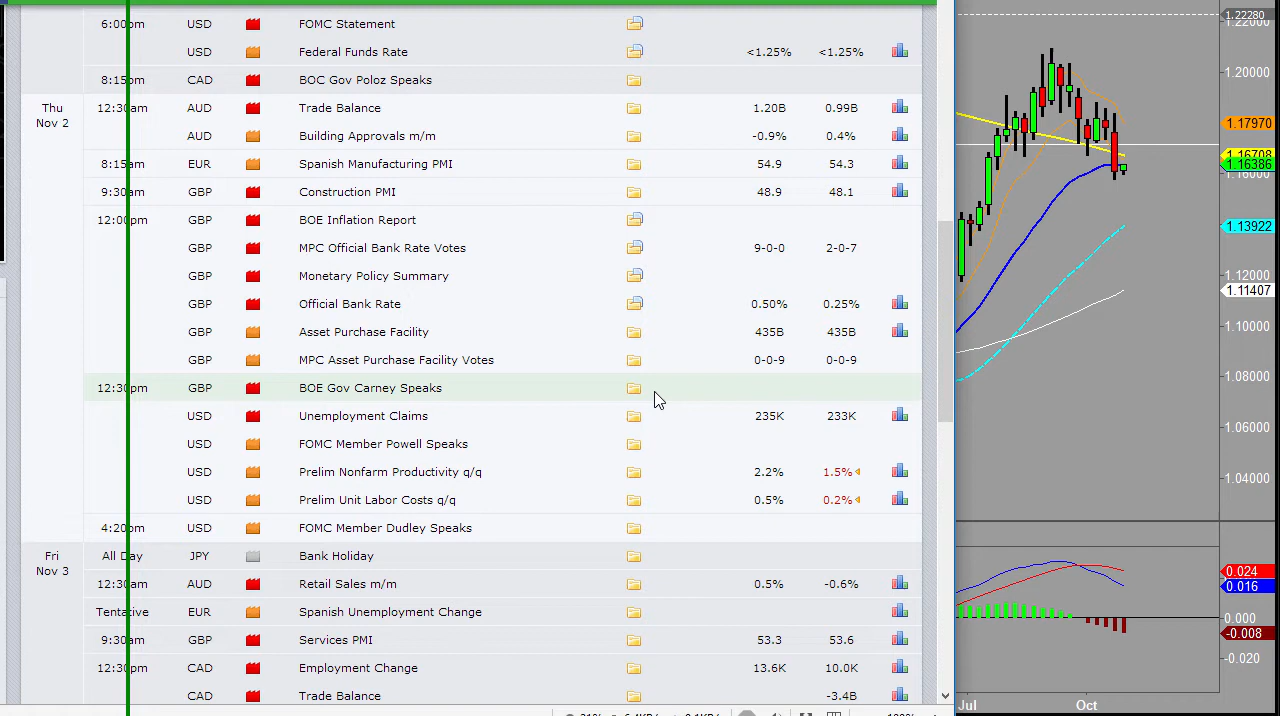 6:00pm USD FOMC Statement
USD Federal Funds Rate <1.25% <1.25%
8:15pm CAD BOC Gov Poloz Speaks
Thu Nov 2 12:30am AUD Trade Balance 1.21B 0.99B
AUD Building Approvals m/m -0.9% 0.4%
8:15am EUR Spanish Manufacturing PMI 54.9 54.3
9:30am GBP Construction PMI 48.9 48.1
12:00pm GBP BOE Inflation Report
GBP MPC Official Bank Rate Votes 9-0-0 2-0-7
GBP Monetary Policy Summary
GBP Official Bank Rate 0.50% 0.25%
GBP Asset Purchase Facility 435B 435B
GBP MPC Asset Purchase Facility Votes 0-0-9 0-0-9
12:30pm GBP BOE Gov Carney Speaks
USD Unemployment Claims 235K 233K
USD FOMC Member Powell Speaks
USD Prelim Nonfarm Productivity q/q 2.2% 1.5%
USD Prelim Unit Labor Costs q/q 0.5% 0.2%
4:20pm USD FOMC Member Dudley Speaks
Fri Nov 3 All Day JPY Bank Holiday
12:30am AUD Retail Sales m/m 0.5% -0.6%
Tentative EUR Spanish Unemployment Change
9:30am GBP Services PMI 53.3 53.6
12:30pm CAD Employment Change 13.6K 10.0K
CAD Trade Balance -3.4B
1.22280
1.20000
1.17970
1.16708
1.16386
1.16000
1.13922
1.12000
1.11407
1.10000
1.08000
1.06000
1.04000
0.024
0.016
0.000
-0.008
-0.020
Jul Oct